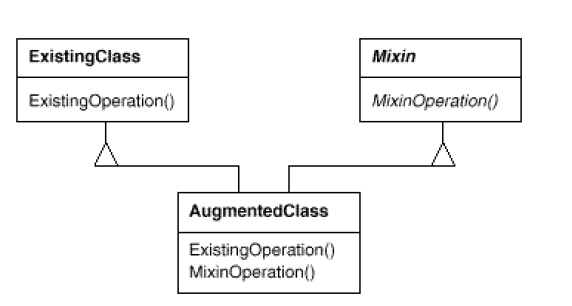 ExistingClass
ExistingOperation()
Mixin
MixinOperation()
AugmentedClass
ExistingOperation()
MixinOperation()